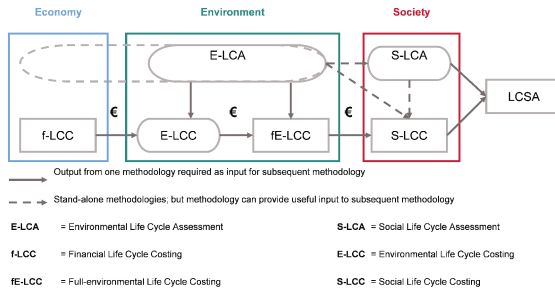 Economy Environment Society
E-LCA S-LCA
LCSA
€ € €
f-LCC E-LCC fE-LCC S-LCC
Output from one methodology required as input for subsequent methodology
Stand-alone methodologies, but methodology can provide useful input to subsequent methodology
E-LCA = Environmental Life Cycle Assessment S-LCA = Social Life Cycle Assessment
f-LCC = Financial Life Cycle Costing E-LCC = Environmental Life Cycle Costing
fE-LCC = Full-environmental Life Cycle Costing S-LCC = Social Life Cycle Costing